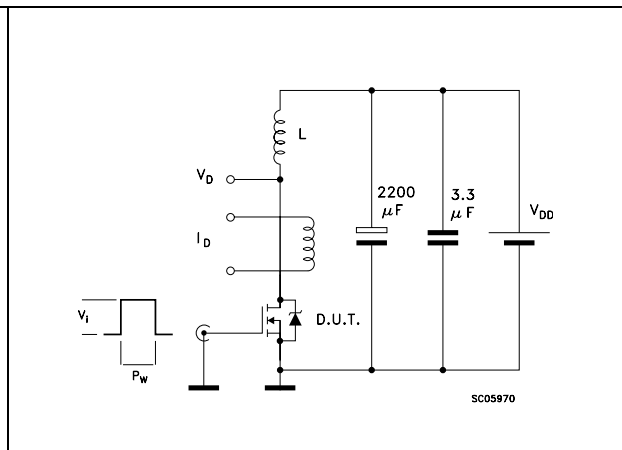 L
V_D
2200
μF
3.3
μF
V_DD
I_D
V_i
D.U.T.
P_W
SC05970